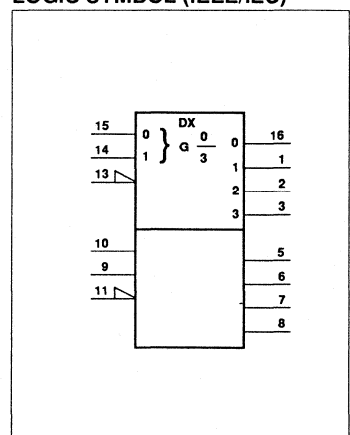 LOGIC SYMBOL (IEEE/IEC)
DX
15 0 } G 0/3 0 16
14 1 1 1
13 2 2
3 3
10 5
9 6
11 7
8